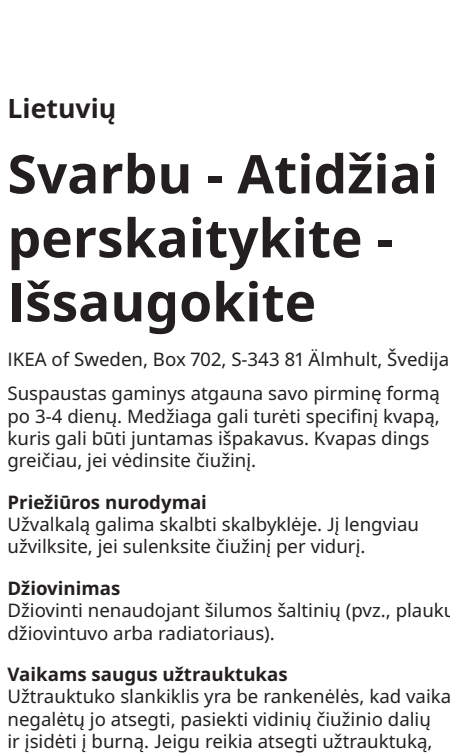 Lietuvių
Svarbu - Atidžiai
perskaitykite -
Išsaugokite
IKEA of Sweden, Box 702, S-343 81 Älmhult, Švedija
Suspaustas gaminys atgauna savo pirminę formą
po 3-4 dienų. Medžiaga gali turėti specifinį kvapą,
kuris gali būti juntamas išpakavus. Kvapas dings
greičiau, jei vėdinsite čiužinį.
Priežiūros nurodymai
Užvalkalą galima skalbti skalbyklėje. Jį lengviau
užvilksite, jei sulenksite čiužinį per vidurį.
Džiovinimas
Džiovinti nenaudojant šilumos šaltinių (pvz., plaukų
džiovintuvo arba radiatoriaus).
Vaikams saugus užtrauktukas
Užtrauktuko slankiklis yra be rankenėlės, kad vaikai
negalėtų jo atsegti, pasiekti vidinių čiužinio dalių
ir įsidėti į burną. Jeigu reikia atsegti užtrauktuką,